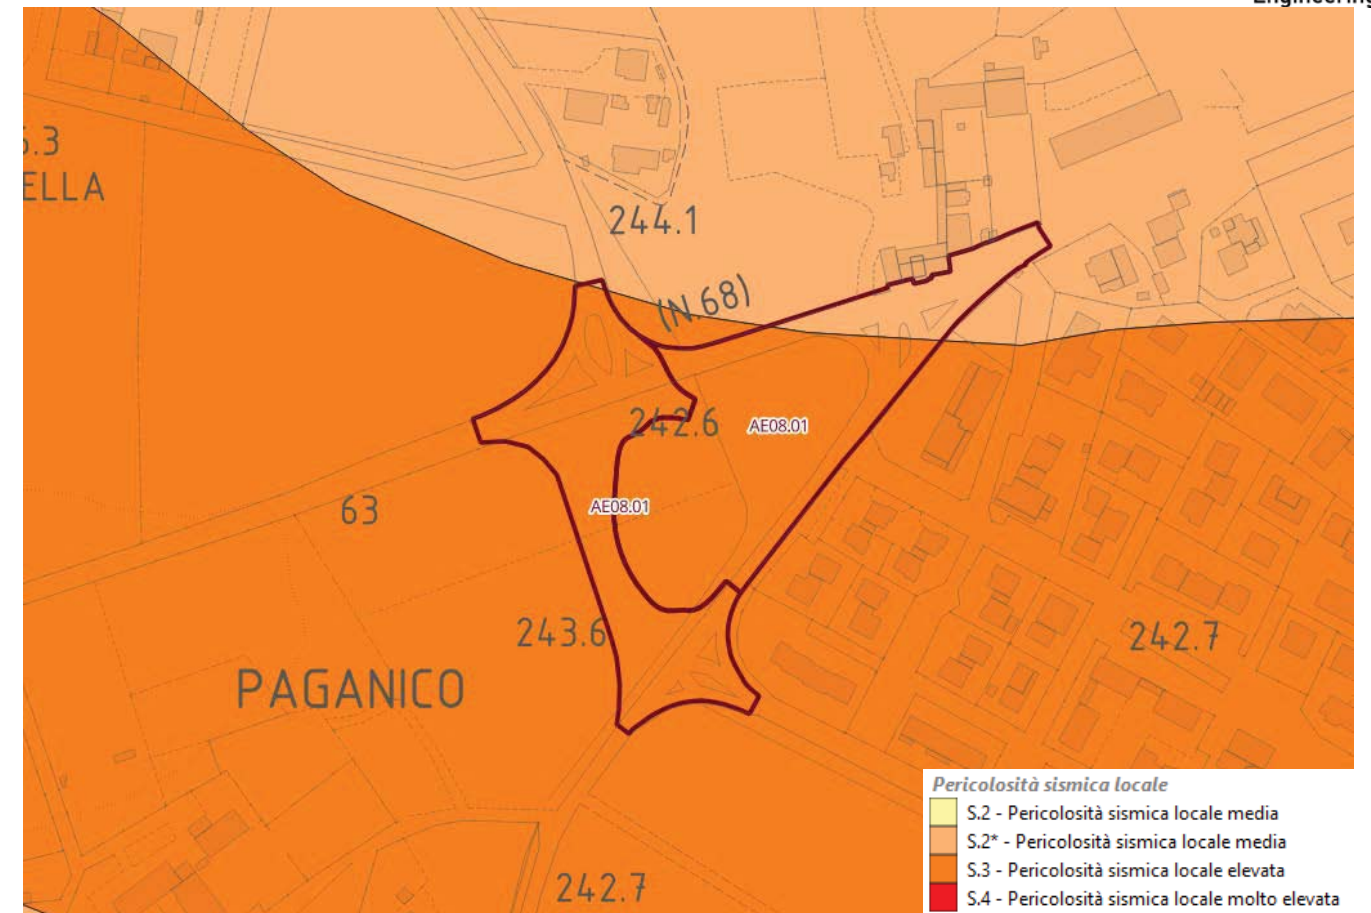 244.1
(N.68)
242.6
AE08.01
AE08.01
63
243.6
242.7
PAGANICO
242.7
Pericolosità sismica locale
S.2 - Pericolosità sismica locale media
S.2* - Pericolosità sismica locale media
S.3 - Pericolosità sismica locale elevata
S.4 - Pericolosità sismica locale molto elevata